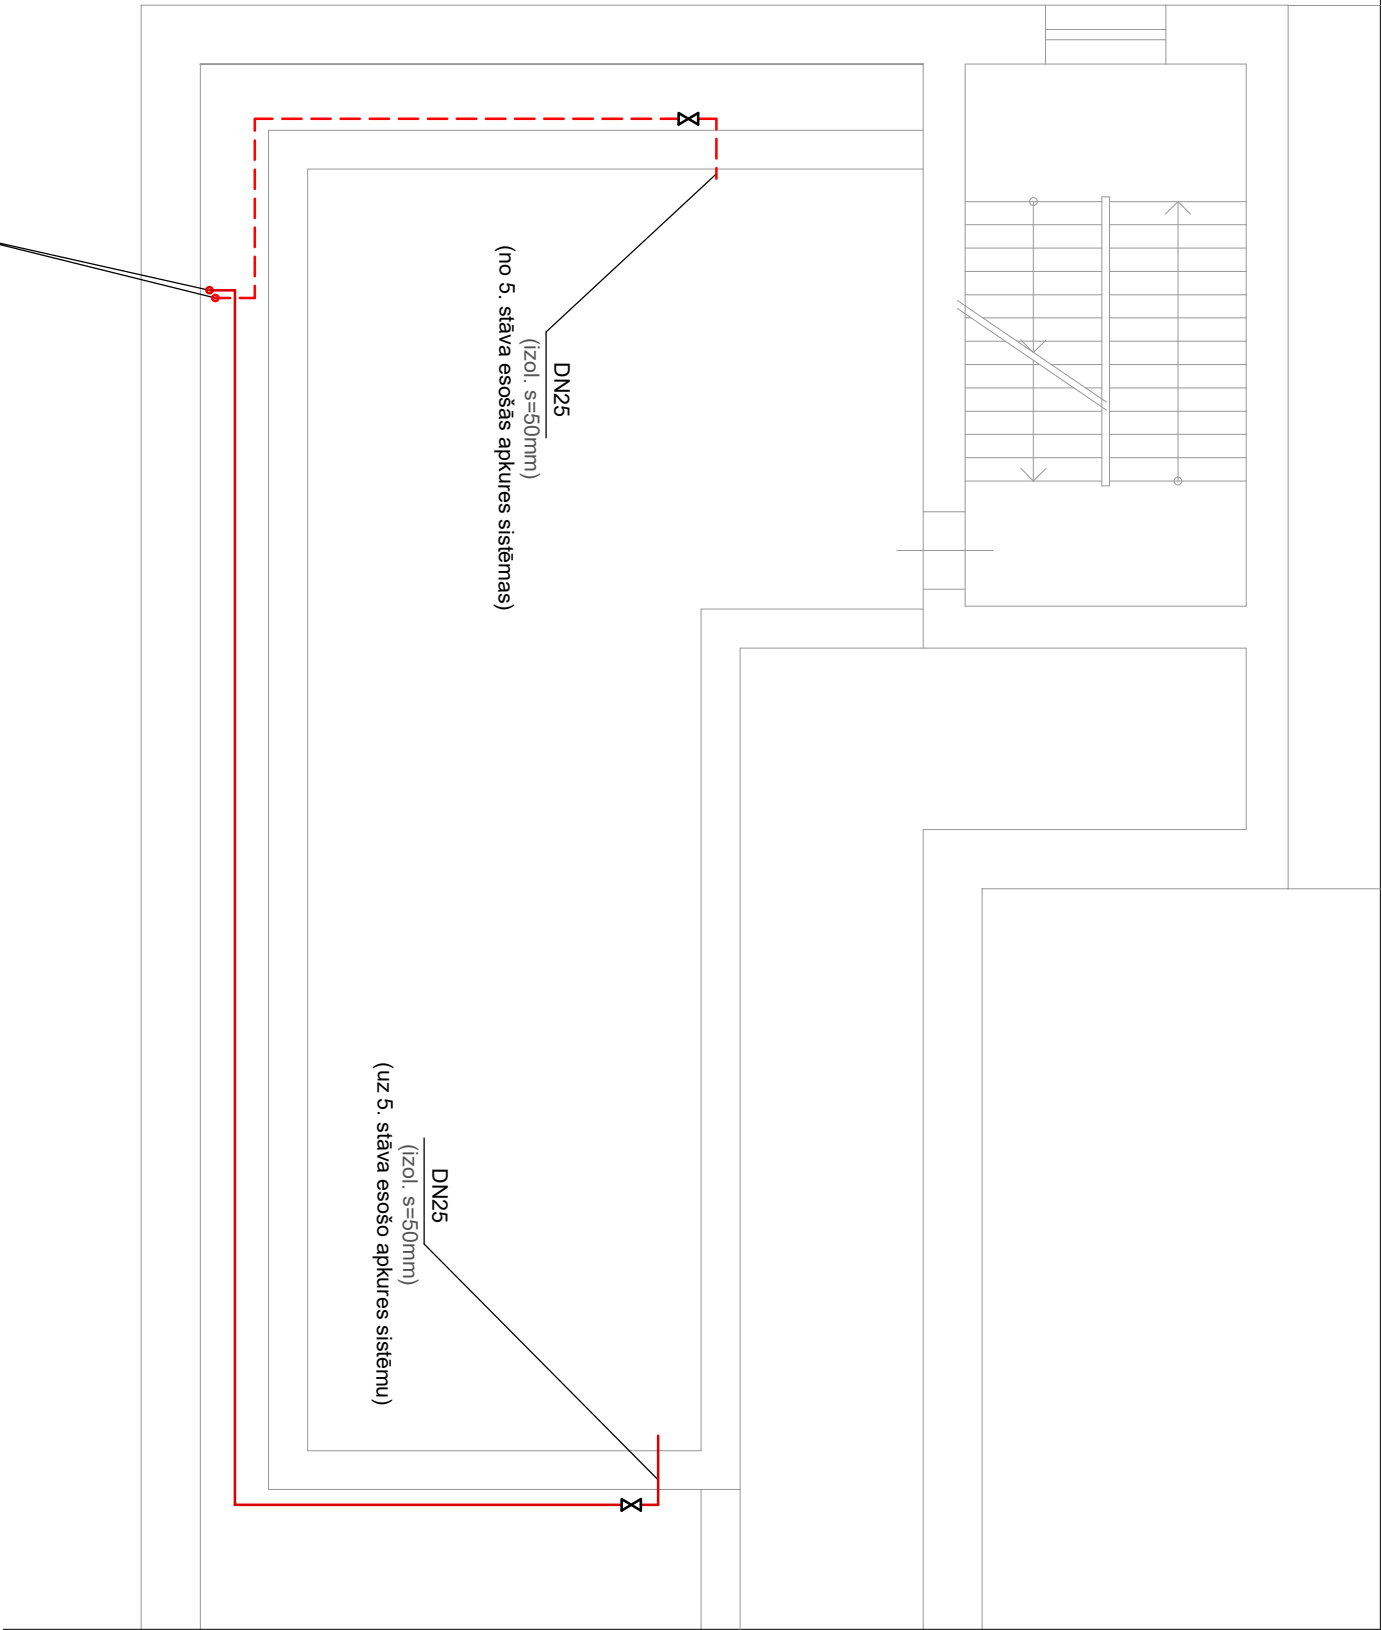 DN25
(izol. s=50mm)
(no 5. stāva esošās apkures sistēmas)
DN25
(izol. s=50mm)
(uz 5. stāva esošo apkures sistēmu)